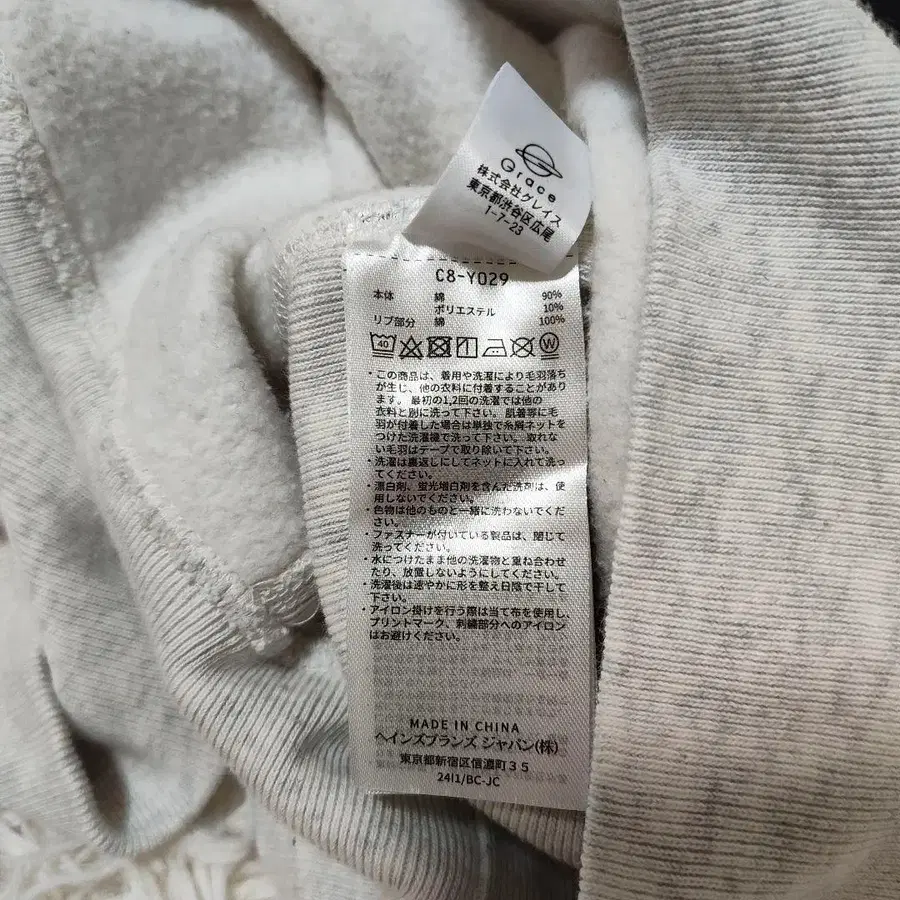 Grace
株式会社グレイス
東京都渋谷区広尾
1-7-23
C8-Y029
本体 綿 90%
ポリエステル 10%
リブ部分 綿 100%
40 W
・この商品は、着用や洗濯により毛羽落ち
が生じ、他の衣料に付着することがあり
ます。最初の1,2回の洗濯では他の
衣料と別に洗って下さい。肌着等に毛
羽が付着した場合は単独で糸屑ネットを
つけた洗濯機で洗って下さい。取れな
い毛羽はテープで取り除いて下さい。
・洗濯は裏返しにしてネットに入れて洗っ
てください。
・漂白剤、蛍光増白剤を含んだ洗剤は、使
用しないでください。
・色物は他のものと一緒に洗わないでくだ
さい。
・ファスナーが付いている製品は、閉じて
洗ってください。
・水につけたまま他の洗濯物と重ね合わせ
たり、放置しないようにしてください。
・洗濯後は速やかに形を整え日陰で干して
下さい。
・アイロン掛けを行う際は当て布を使用し、
プリントマーク、刺繍部分へのアイロン
はお避けください。
MADE IN CHINA
ヘインズブランズ ジャパン(株)
東京都新宿区信濃町３５
24I1/BC-JC